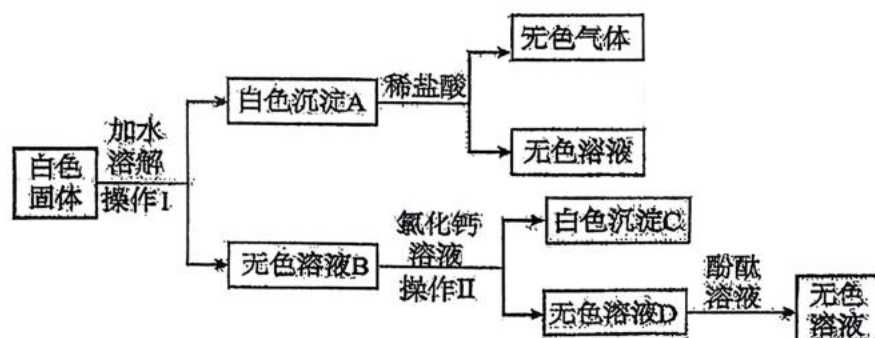 无色气体
白色沉淀A
稀盐酸
加水
溶解
无色溶液
白色
固体
操作I
氯化钙
溶液
白色沉淀C
无色溶液B
操作II
酚酞
溶液
无色溶液D
无色
溶液